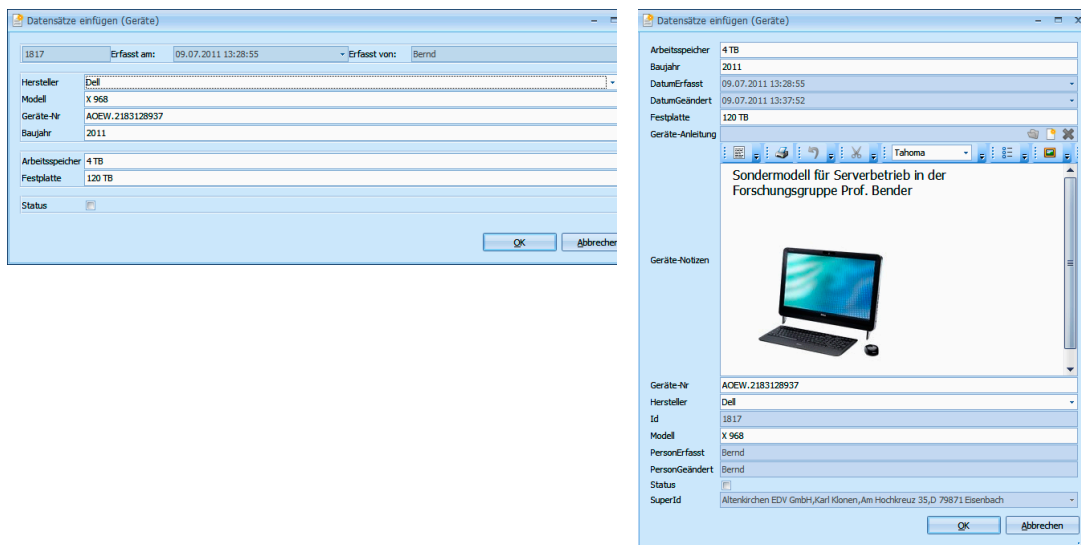 Datensätze einfügen (Geräte)
1817 Erfasst am: 09.07.2011 13:28:55 Erfasst von: Bernd
Hersteller Dell
Modell X 968
Geräte-Nr AOEW.2183128937
Baujahr 2011
Arbeitsspeicher 4 TB
Festplatte 120 TB
Status
OK Abbrechen
Datensätze einfügen (Geräte)
Arbeitsspeicher 4 TB
Baujahr 2011
DatumErfasst 09.07.2011 13:28:55
DatumGeändert 09.07.2011 13:37:52
Festplatte 120 TB
Geräte-Anleitung
Tahoma
Sondermodell für Serverbetrieb in der
Forschungsgruppe Prof. Bender
Geräte-Notizen
Geräte-Nr AOEW.2183128937
Hersteller Dell
Id 1817
Modell X 968
PersonErfasst Bernd
PersonGeändert Bernd
Status
SuperId Altenkirchen EDV GmbH,Karl Klonen,Am Hochkreuz 35,D 79871 Eisenbach
OK Abbrechen